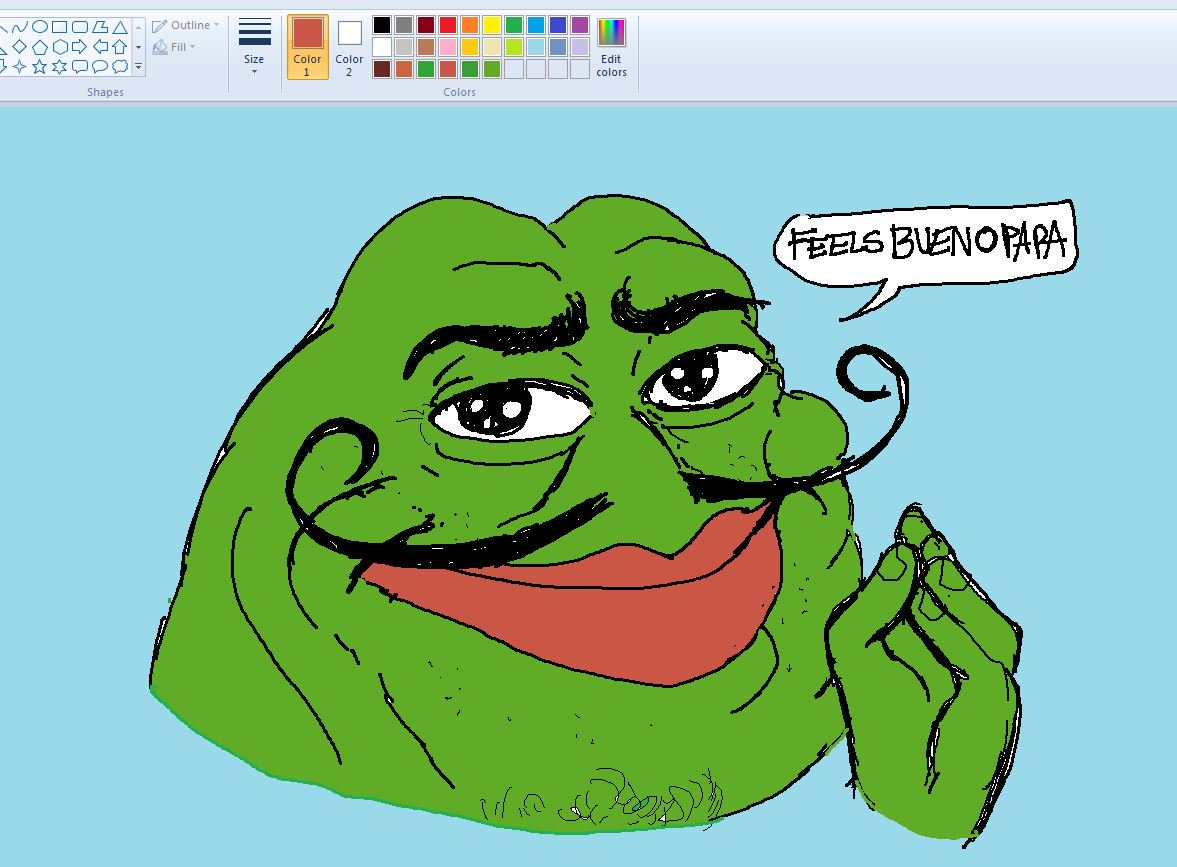 Outline
Fill
Shapes
Size
Color
1
Color
2
Edit
colors
Colors
FEELS BUENO PAPA